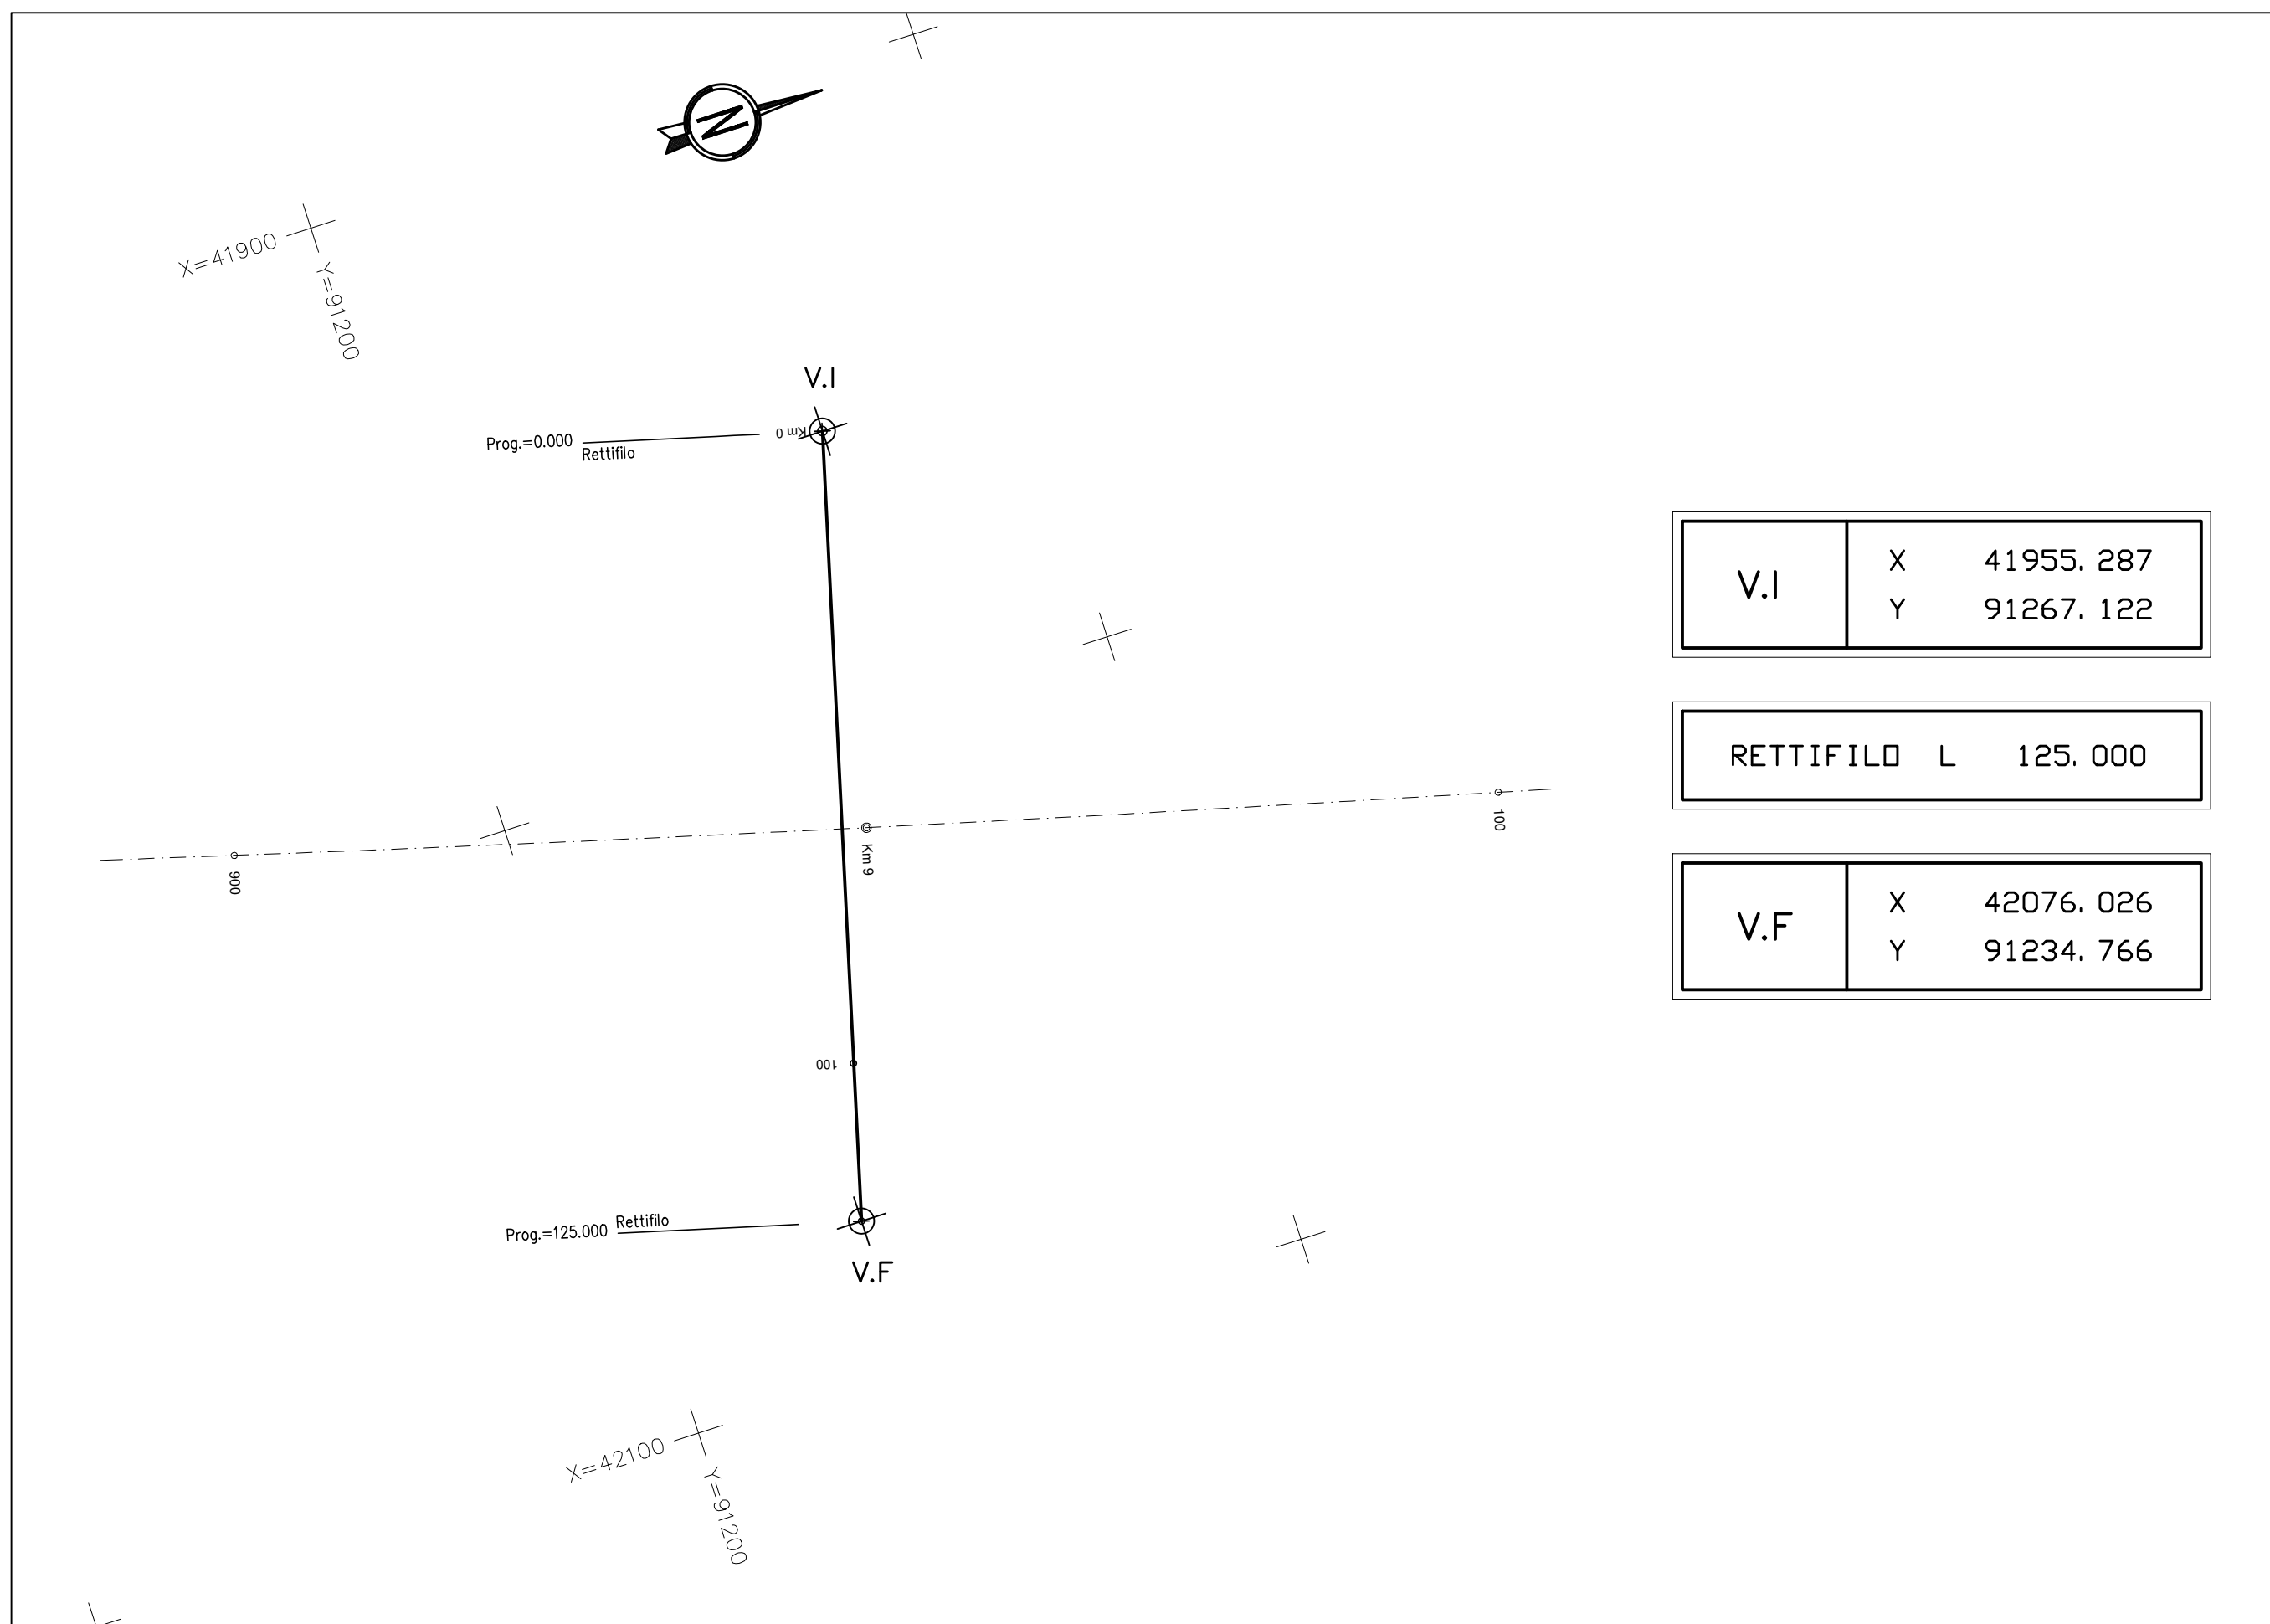 N
X=41900
Y=91200
V.I
Km 0
Prog.=0.000
Rettifilo
V.I
X 41955.287
Y 91267.122
RETTIFILO L 125.000
100
Km 9
900
V.F
X 42076.026
Y 91234.766
100
Prog.=125.000
Rettifilo
V.F
X=42100
Y=91200